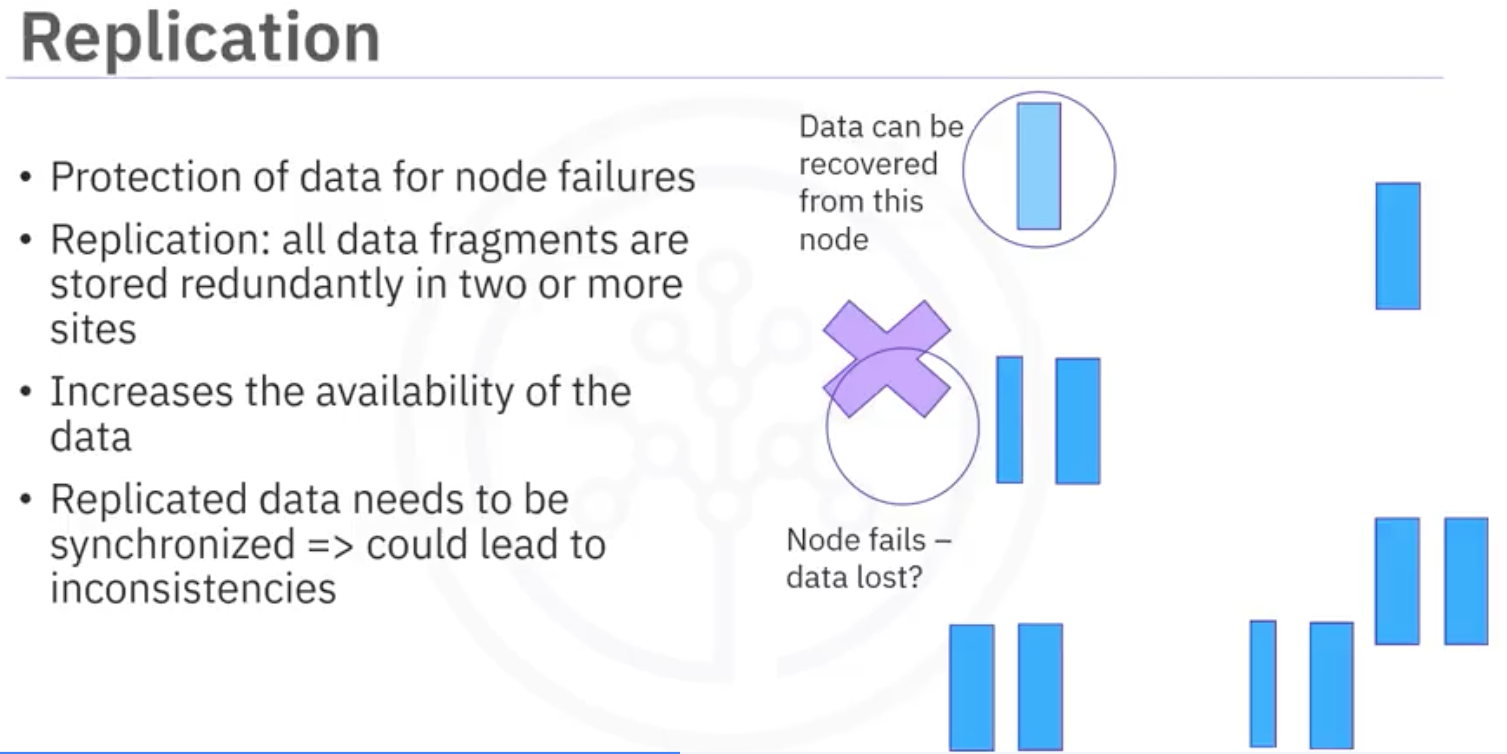 Replication
• Protection of data for node failures
• Replication: all data fragments are
stored redundantly in two or more
sites
• Increases the availability of the
data
• Replicated data needs to be
synchronized => could lead to
inconsistencies
Data can be
recovered
from this
node
Node fails –
data lost?